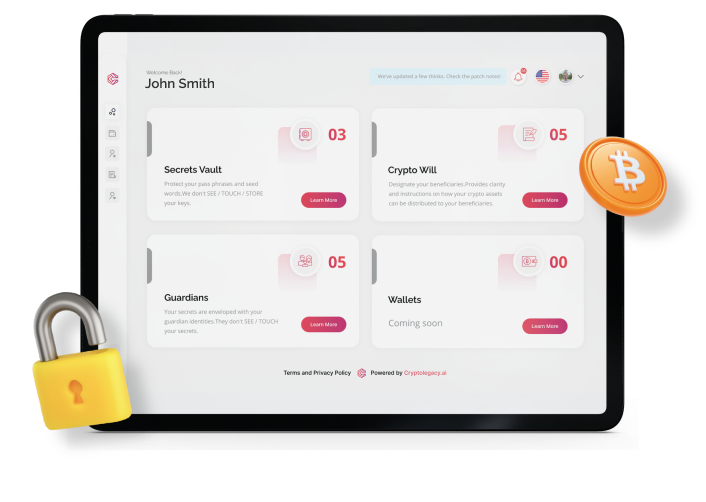 Welcome Back!
John Smith
We've updated a few thinks. Check the patch notes!
03
Secrets Vault
Protect your pass phrases and seed
words.We don't SEE / TOUCH / STORE
your keys.
Learn More
05
Crypto Will
Designate your beneficiaries.Provides clarity
and instructions on how your crypto assets
can be distributed to your beneficiaries.
Learn More
05
Guardians
Your secrets are enveloped with your
guardian identities.They don't SEE / TOUCH
your secrets.
Learn More
00
Wallets
Coming soon
Learn More
Terms and Privacy Policy
Powered by Cryptolegacy.ai